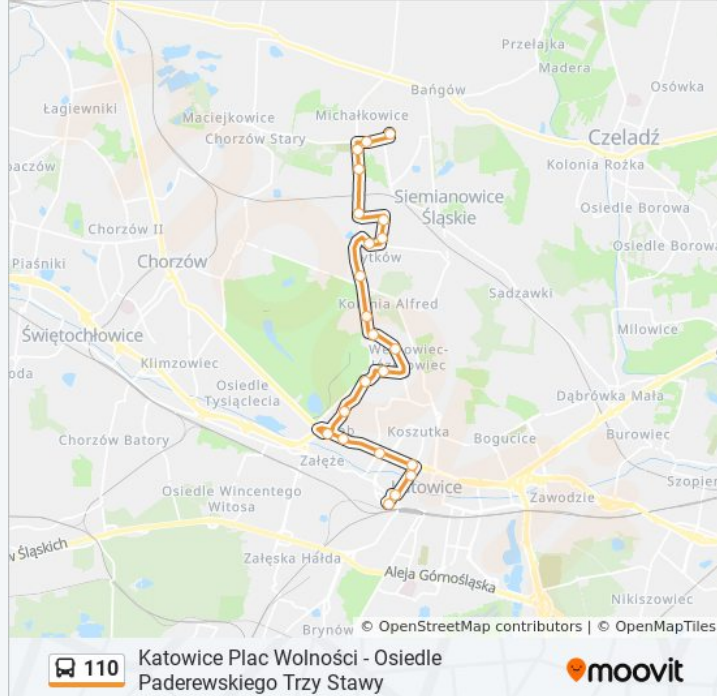 Przełajka
Madera
Osówka
Bańgów
Łagiewniki
Maciejkowice
Michałkowice
Czeladź
Chorzów Stary
Kolonia Rożka
Siemianowice
Śląskie
Osiedle Borowa
Chorzów II
Osiedle Borowa
Piaśniki
Chorzów
Sadzawki
Świętochłowice
Milowice
Klimzowiec
Osiedle
Tysiąclecia
Dąbrówka Mała
Chorzów Batory
Koszutka
Bogucice
Burowiec
Załęże
Szopier
Osiedle Wincentego
Witosa
Zawodzie
w Śląskich
Załęska Hałda
Aleja Górnośląska
Nikiszowiec
Brynów
© OpenStreetMap contributors | © OpenMapTiles
110
Katowice Plac Wolności - Osiedle
Paderewskiego Trzy Stawy
moovit